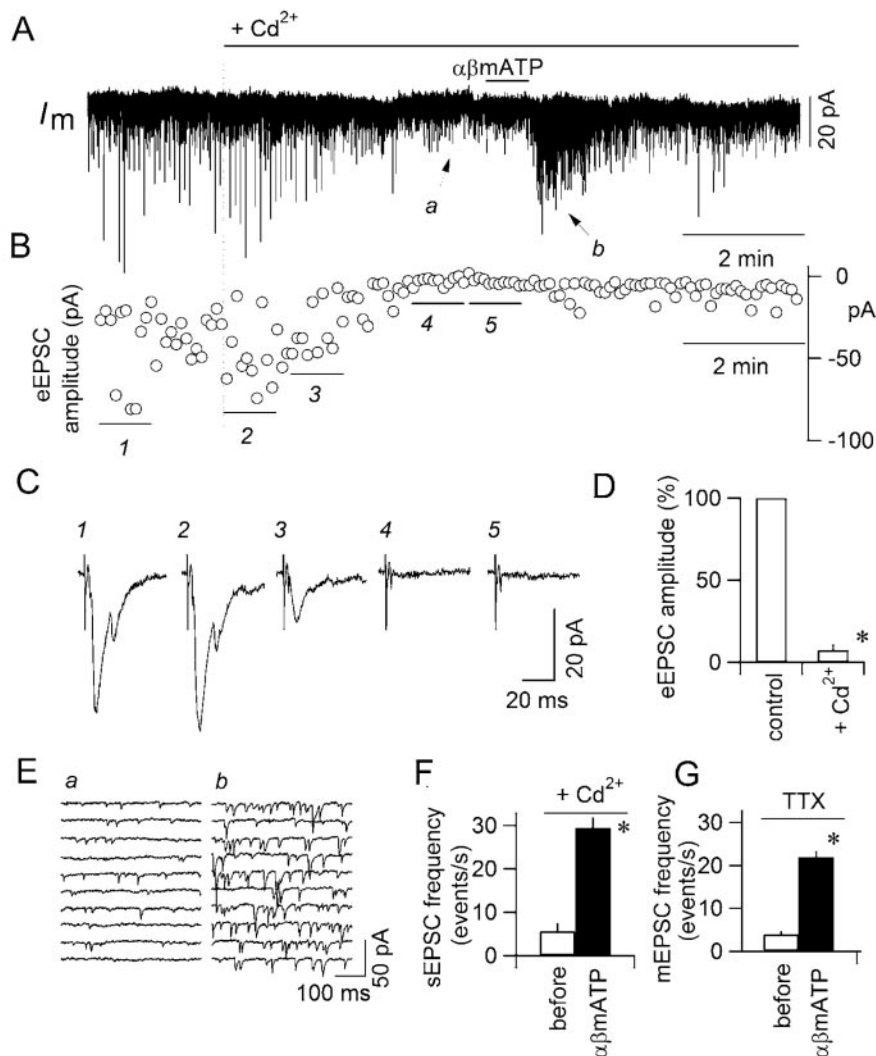 A
+ Cd²⁺
αβmATP
Iₘ
20 pA
a
b
2 min
B
eEPSC
amplitude (pA)
0
pA
-50
-100
2 min
1
2
3
4
5
C
1
2
3
4
5
20 pA
20 ms
D
eEPSC amplitude (%)
100
50
0
control
+ Cd²⁺
*
E
a
b
50 pA
100 ms
F
+ Cd²⁺
sEPSC frequency
(events/s)
30
20
10
0
*
before
αβmATP
G
TTX
mEPSC frequency
(events/s)
30
20
10
0
*
before
αβmATP